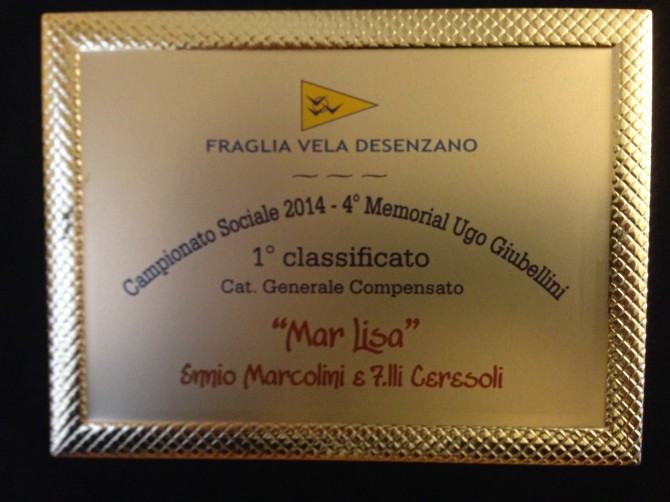 FRAGLIA VELA DESENZANO
Campionato Sociale 2014 - 4° Memorial Ugo Giubellini
1° classificato
Cat. Generale Compensato
"Mar Lisa"
Ennio Marcolini e F.lli Ceresoli